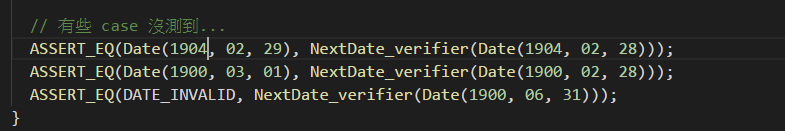 // 有些 case 沒測到...
ASSERT_EQ(Date(1904, 02, 29), NextDate_verifier(Date(1904, 02, 28)));
ASSERT_EQ(Date(1900, 03, 01), NextDate_verifier(Date(1900, 02, 28)));
ASSERT_EQ(DATE_INVALID, NextDate_verifier(Date(1900, 06, 31)));
}